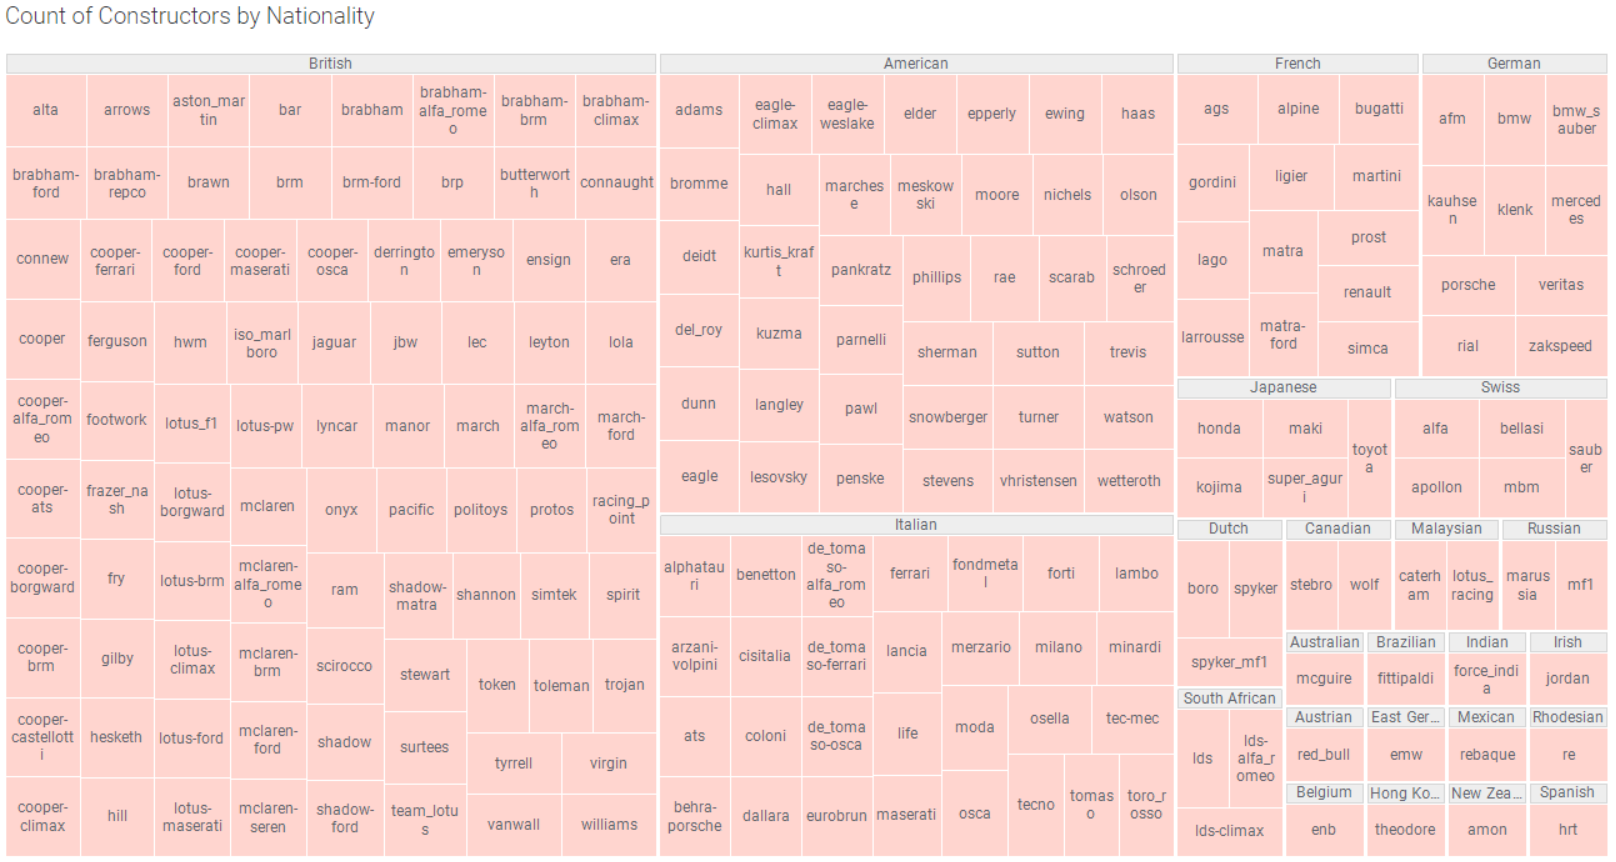 Count of Constructors by Nationality
British
alta
arrows
aston_mar
tin
bar
brabham
brabham-
alfa_rome
o
brabham-
brm
brabham-
climax
brabham-
ford
brabham-
repco
brawn
brm
brm-ford
brp
butterwort
h
connaught
connew
cooper-
ferrari
cooper-
ford
cooper-
maserati
cooper-
osca
derringto
n
emeryso
n
ensign
era
cooper
ferguson
hwm
iso_marl
boro
jaguar
jbw
lec
leyton
lola
cooper-
alfa_rom
eo
footwork
lotus_f1
lotus-pw
lyncar
manor
march
march-
alfa_rom
eo
march-
ford
cooper-
ats
frazer_na
sh
lotus-
borgward
mclaren
onyx
pacific
politoys
protos
racing_p
oint
cooper-
borgward
fry
lotus-brm
mclaren-
alfa_rome
o
ram
shadow-
matra
shannon
simtek
spirit
cooper-
brm
gilby
lotus-
climax
mclaren-
brm
scirocco
stewart
token
toleman
trojan
cooper-
castellott
i
hesketh
lotus-ford
mclaren-
ford
shadow
surtees
tyrrell
virgin
cooper-
climax
hill
lotus-
maserati
mclaren-
seren
shadow-
ford
team_lotu
s
vanwall
williams
American
adams
eagle-
climax
eagle-
weslake
elder
epperly
ewing
haas
bromme
hall
marches
e
meskow
ski
moore
nichels
olson
deidt
kurtis_kraf
t
pankratz
phillips
rae
scarab
schroed
er
del_roy
kuzma
parnelli
sherman
sutton
trevis
dunn
langley
pawl
snowberger
turner
watson
eagle
lesovsky
penske
stevens
vhristensen
wetteroth
Italian
alphatau
ri
benetton
de_toma
so-
alfa_rom
eo
ferrari
fondmeta
l
forti
lambo
arzani-
volpini
cisitalia
de_toma
so-ferrari
lancia
merzario
milano
minardi
ats
coloni
de_toma
so-osca
life
moda
osella
tec-mec
behra-
porsche
dallara
eurobrun
maserati
osca
tecno
tomas
o
toro_r
osso
French
ags
alpine
bugatti
gordini
ligier
martini
lago
matra
prost
renault
larrousse
matra-
ford
simca
German
afm
bmw
bmw_s
auber
kauhse
n
klenk
merced
es
porsche
veritas
rial
zakspeed
Japanese
honda
maki
toyot
a
kojima
super_agur
i
Swiss
alfa
bellasi
saub
er
apollon
mbm
Dutch
boro
spyker
spyker_mf1
Canadian
stebro
wolf
Malaysian
caterh
am
lotus_
racing
Russian
marus
sia
mf1
South African
lds
lds-
alfa_r
omeo
lds-climax
Australian
mcguire
Brazilian
fittipaldi
Indian
force_indi
a
Irish
jordan
Austrian
red_bull
East Ger...
emw
Mexican
rebaque
Rhodesian
re
Belgium
enb
Hong Ko...
theodore
New Zea...
amon
Spanish
hrt